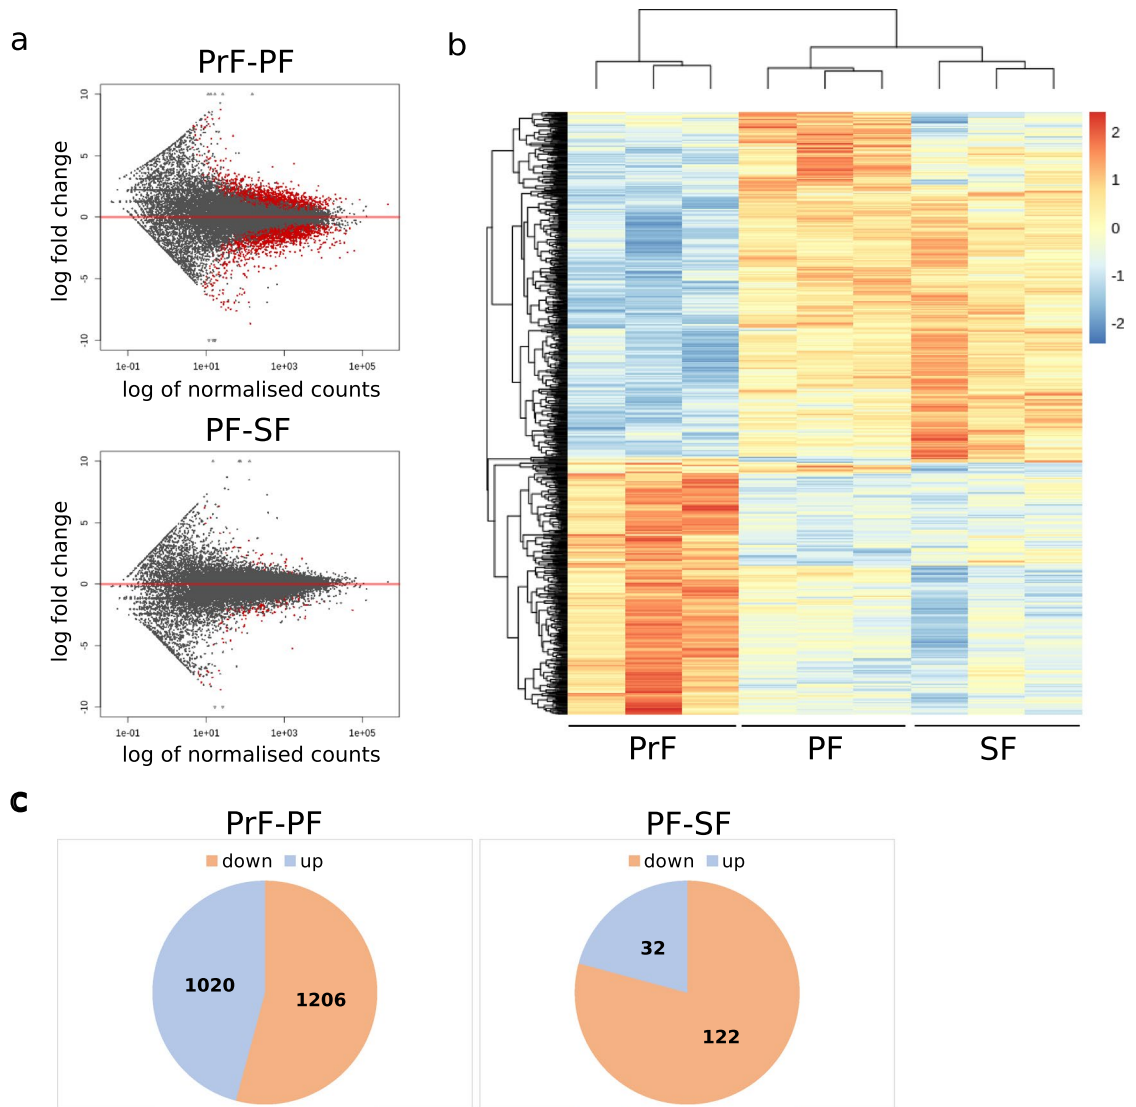 a
PrF-PF
log fold change
10
5
0
-5
-10
1e-01 1e+01 1e+03 1e+05
log of normalised counts
PF-SF
log fold change
10
5
0
-5
-10
1e-01 1e+01 1e+03 1e+05
log of normalised counts
b
2
1
0
-1
-2
PrF PF SF
c
PrF-PF
down up
1020
1206
PF-SF
down up
32
122